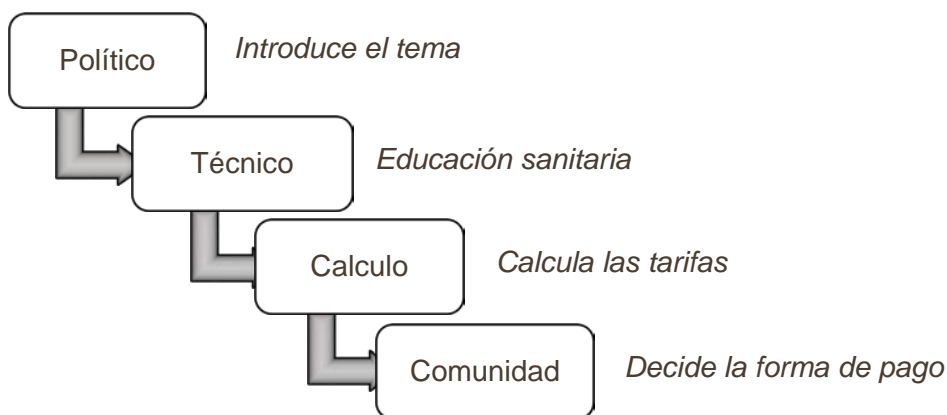 Político
Introduce el tema
Técnico
Educación sanitaria
Calculo
Calcula las tarifas
Comunidad
Decide la forma de pago